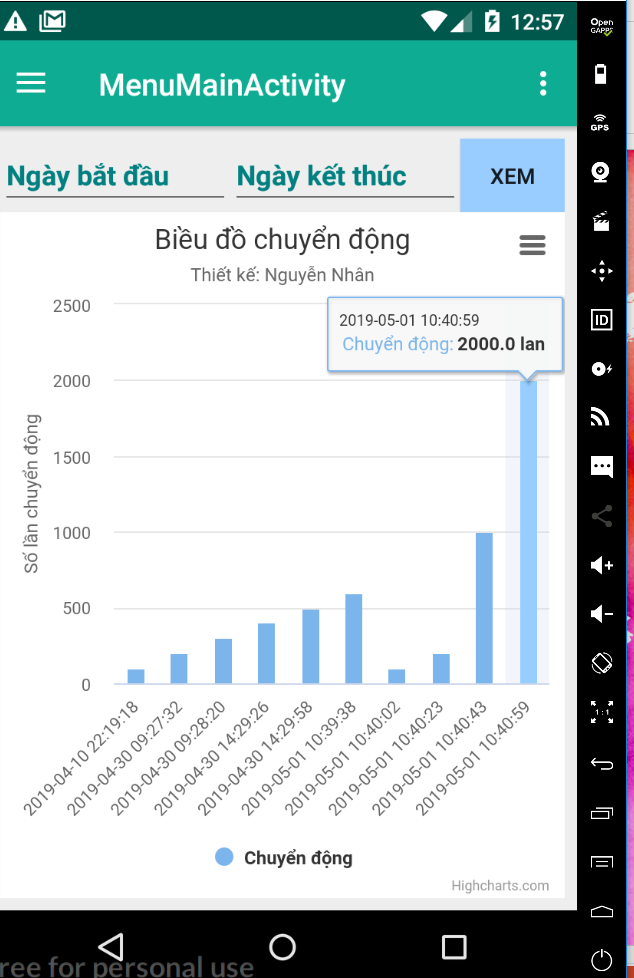 12:57
Open
GAPPS
MenuMainActivity
GPS
Ngày bắt đầu
Ngày kết thúc
XEM
Biều đồ chuyển động
Thiết kế: Nguyễn Nhân
2019-05-01 10:40:59
Chuyển động: 2000.0 lan
ID
Số lần chuyển động
2500
2000
1500
1000
500
0
1:1
2019-04-10 22:19:18
2019-04-30 09:27:32
2019-04-30 09:28:20
2019-04-30 14:29:26
2019-04-30 14:29:58
2019-05-01 10:39:38
2019-05-01 10:40:02
2019-05-01 10:40:23
2019-05-01 10:40:43
2019-05-01 10:40:59
Chuyển động
Highcharts.com
ree for personal use